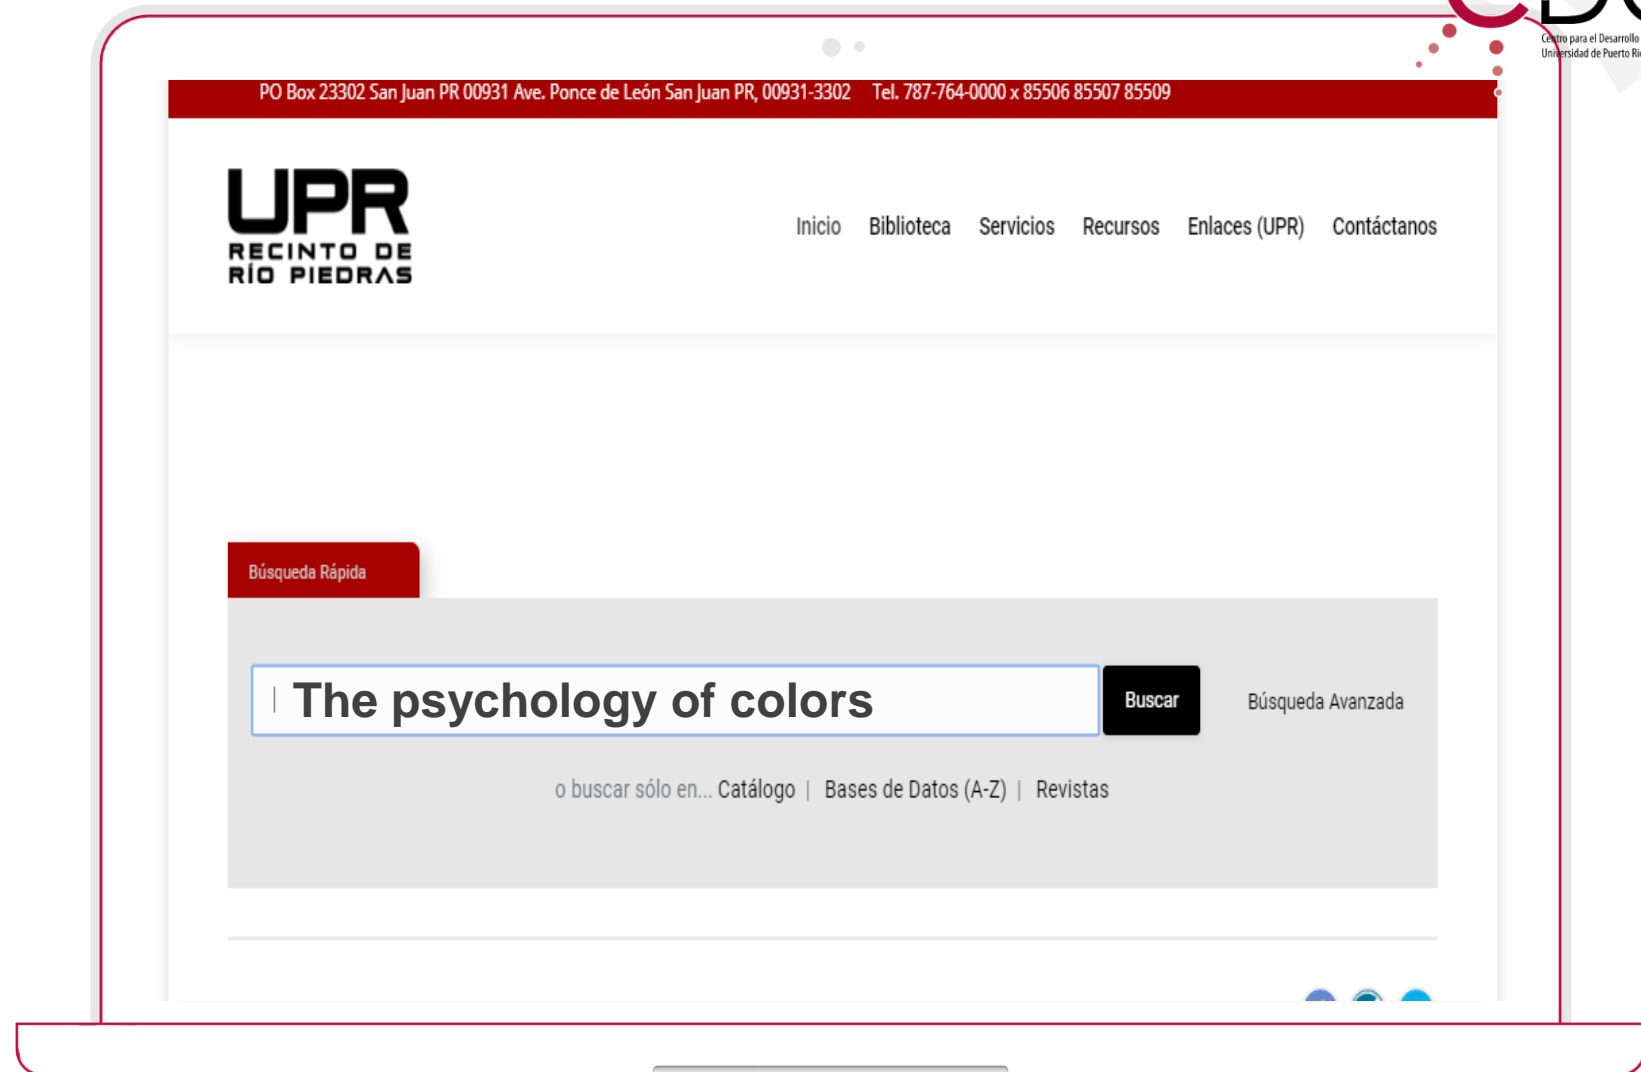 Centro para el Desarrollo
Universidad de Puerto
PO Box 23302 San Juan PR 00931 Ave. Ponce de León San Juan PR, 00931-3302 Tel. 787-764-0000 x 85506 85507 85509
UPR
RECINTO DE
RÍO PIEDRAS
Inicio Biblioteca Servicios Recursos Enlaces (UPR) Contáctanos
Búsqueda Rápida
The psychology of colors
Buscar
Búsqueda Avanzada
o buscar sólo en... Catálogo | Bases de Datos (A-Z) | Revistas